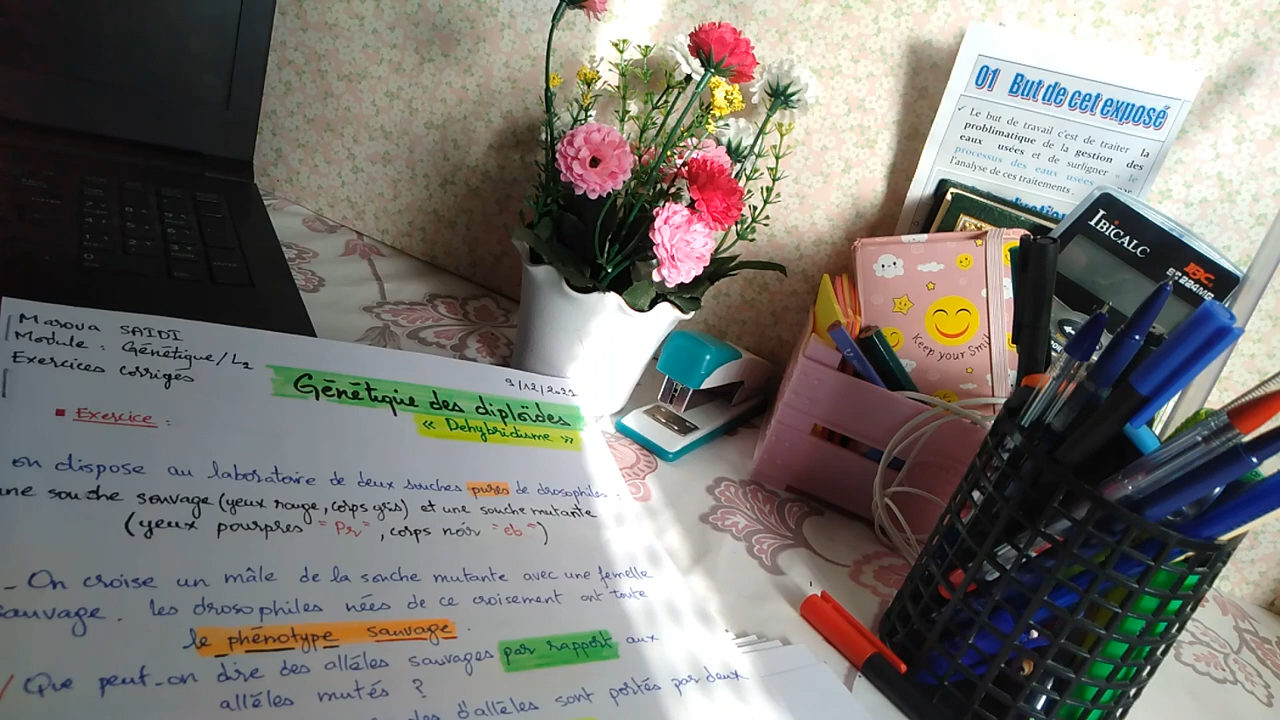 Marova SAIDI
Module : Génétique/L2
Exercices corrigés
Génétique des diploïdes
« Dehybridisme »
Exercice :
on dispose au laboratoire de deux souches pures de drosophiles.
une souche sauvage (yeux rouge, corps gris) et une souche mutante
(yeux pourpres "Pr", corps noir "eb")
_ On croise un mâle de la souche mutante avec une femelle
sauvage. les drosophiles nées de ce croisement ont toute
le phénotype sauvage.
Que peut-on dire des allèles sauvages par rapport aux
allèles mutés ?
d'allèles sont portés par deux
01 But de cet exposé
✓ Le but de travail c'est de traiter la
problimatique de la gestion des
eaux usées et de surligner le
processus des eaux usées par
l'analyse de ces traitements.
IBICALC
Keep your Smile